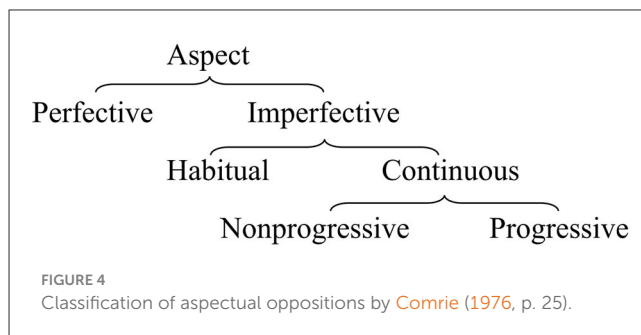 Aspect
Perfective Imperfective
Habitual Continuous
Nonprogressive Progressive
FIGURE 4
Classification of aspectual oppositions by Comrie (1976, p. 25).